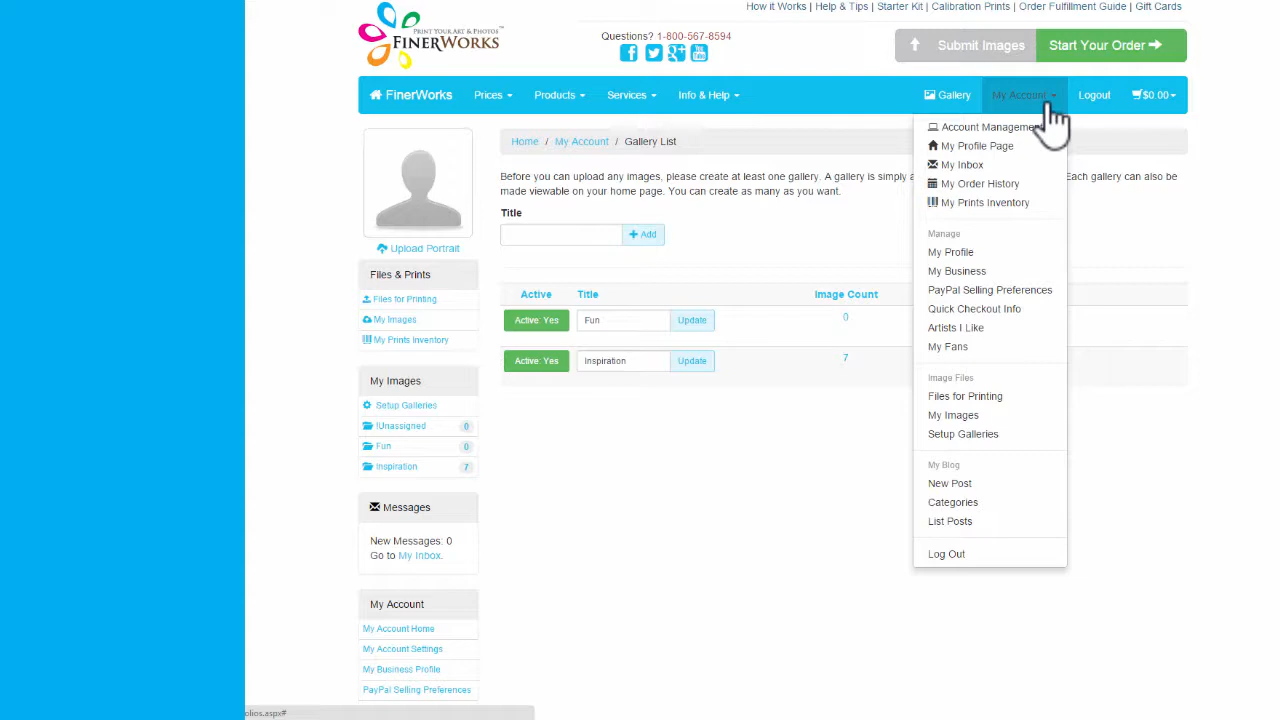 How it Works | Help & Tips | Starter Kit | Calibration Prints | Order Fulfillment Guide | Gift Cards
PRINT YOUR ART & PHOTOS
FINERWORKS
Questions? 1-800-567-8594
Submit Images
Start Your Order
FinerWorks
Prices
Products
Services
Info & Help
Gallery
My Account
Logout
$0.00
Upload Portrait
Files & Prints
Files for Printing
My Images
My Prints Inventory
My Images
Setup Galleries
!Unassigned 0
Fun 0
Inspiration 7
Messages
New Messages: 0
Go to My Inbox.
My Account
My Account Home
My Account Settings
My Business Profile
PayPal Selling Preferences
olios.aspx#
Home / My Account / Gallery List
Before you can upload any images, please create at least one gallery. A gallery is simply a Each gallery can also be
made viewable on your home page. You can create as many as you want.
Title
Add
Active Title Image Count
Active: Yes Fun Update 0
Active: Yes Inspiration Update 7
Account Management
My Profile Page
My Inbox
My Order History
My Prints Inventory
Manage
My Profile
My Business
PayPal Selling Preferences
Quick Checkout Info
Artists I Like
My Fans
Image Files
Files for Printing
My Images
Setup Galleries
My Blog
New Post
Categories
List Posts
Log Out